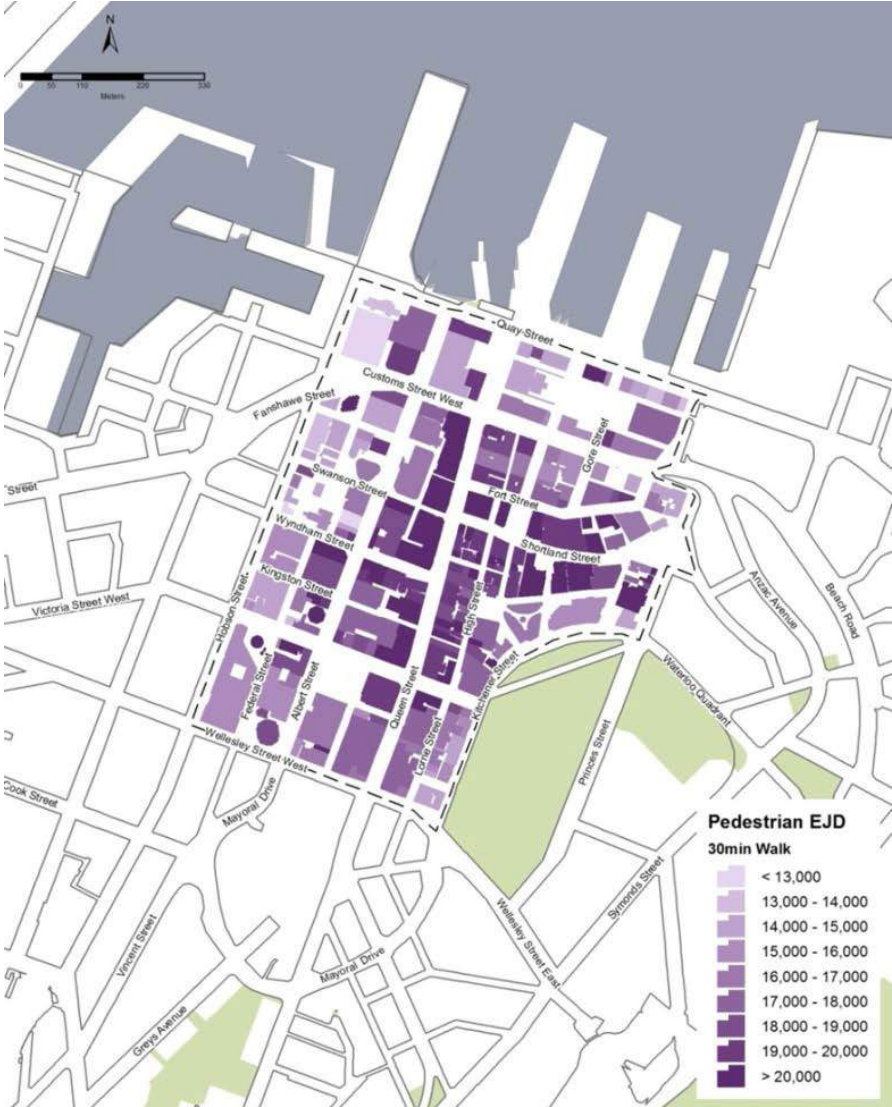 N
0 55 110 220 330
Meters
Quay Street
Customs Street West
Fanshawe Street
Gore Street
Swanson Street
Fort Street
Street
Wyndham Street
Shortland Street
Kingston Street
High Street
Anzac Avenue
Beach Road
Victoria Street West
Hobson Street
Kitchener Street
Waterloo Quadrant
Federal Street
Albert Street
Queen Street
Lorne Street
Wellesley Street West
Princes Street
Cook Street
Mayoral Drive
Pedestrian EJD
30min Walk
< 13,000
13,000 - 14,000
14,000 - 15,000
15,000 - 16,000
16,000 - 17,000
17,000 - 18,000
18,000 - 19,000
19,000 - 20,000
> 20,000
Symonds Street
Vincent Street
Mayoral Drive
Wellesley Street East
Greys Avenue